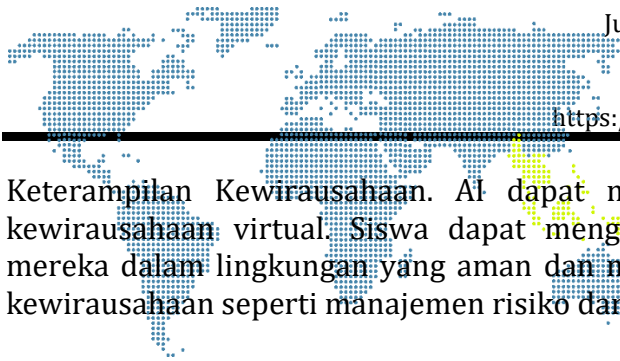 Ju
https:/
Keterampilan Kewirausahaan. AI dapat m
kewirausahaan virtual. Siswa dapat meng
mereka dalam lingkungan yang aman dan m
kewirausahaan seperti manajemen risiko dan